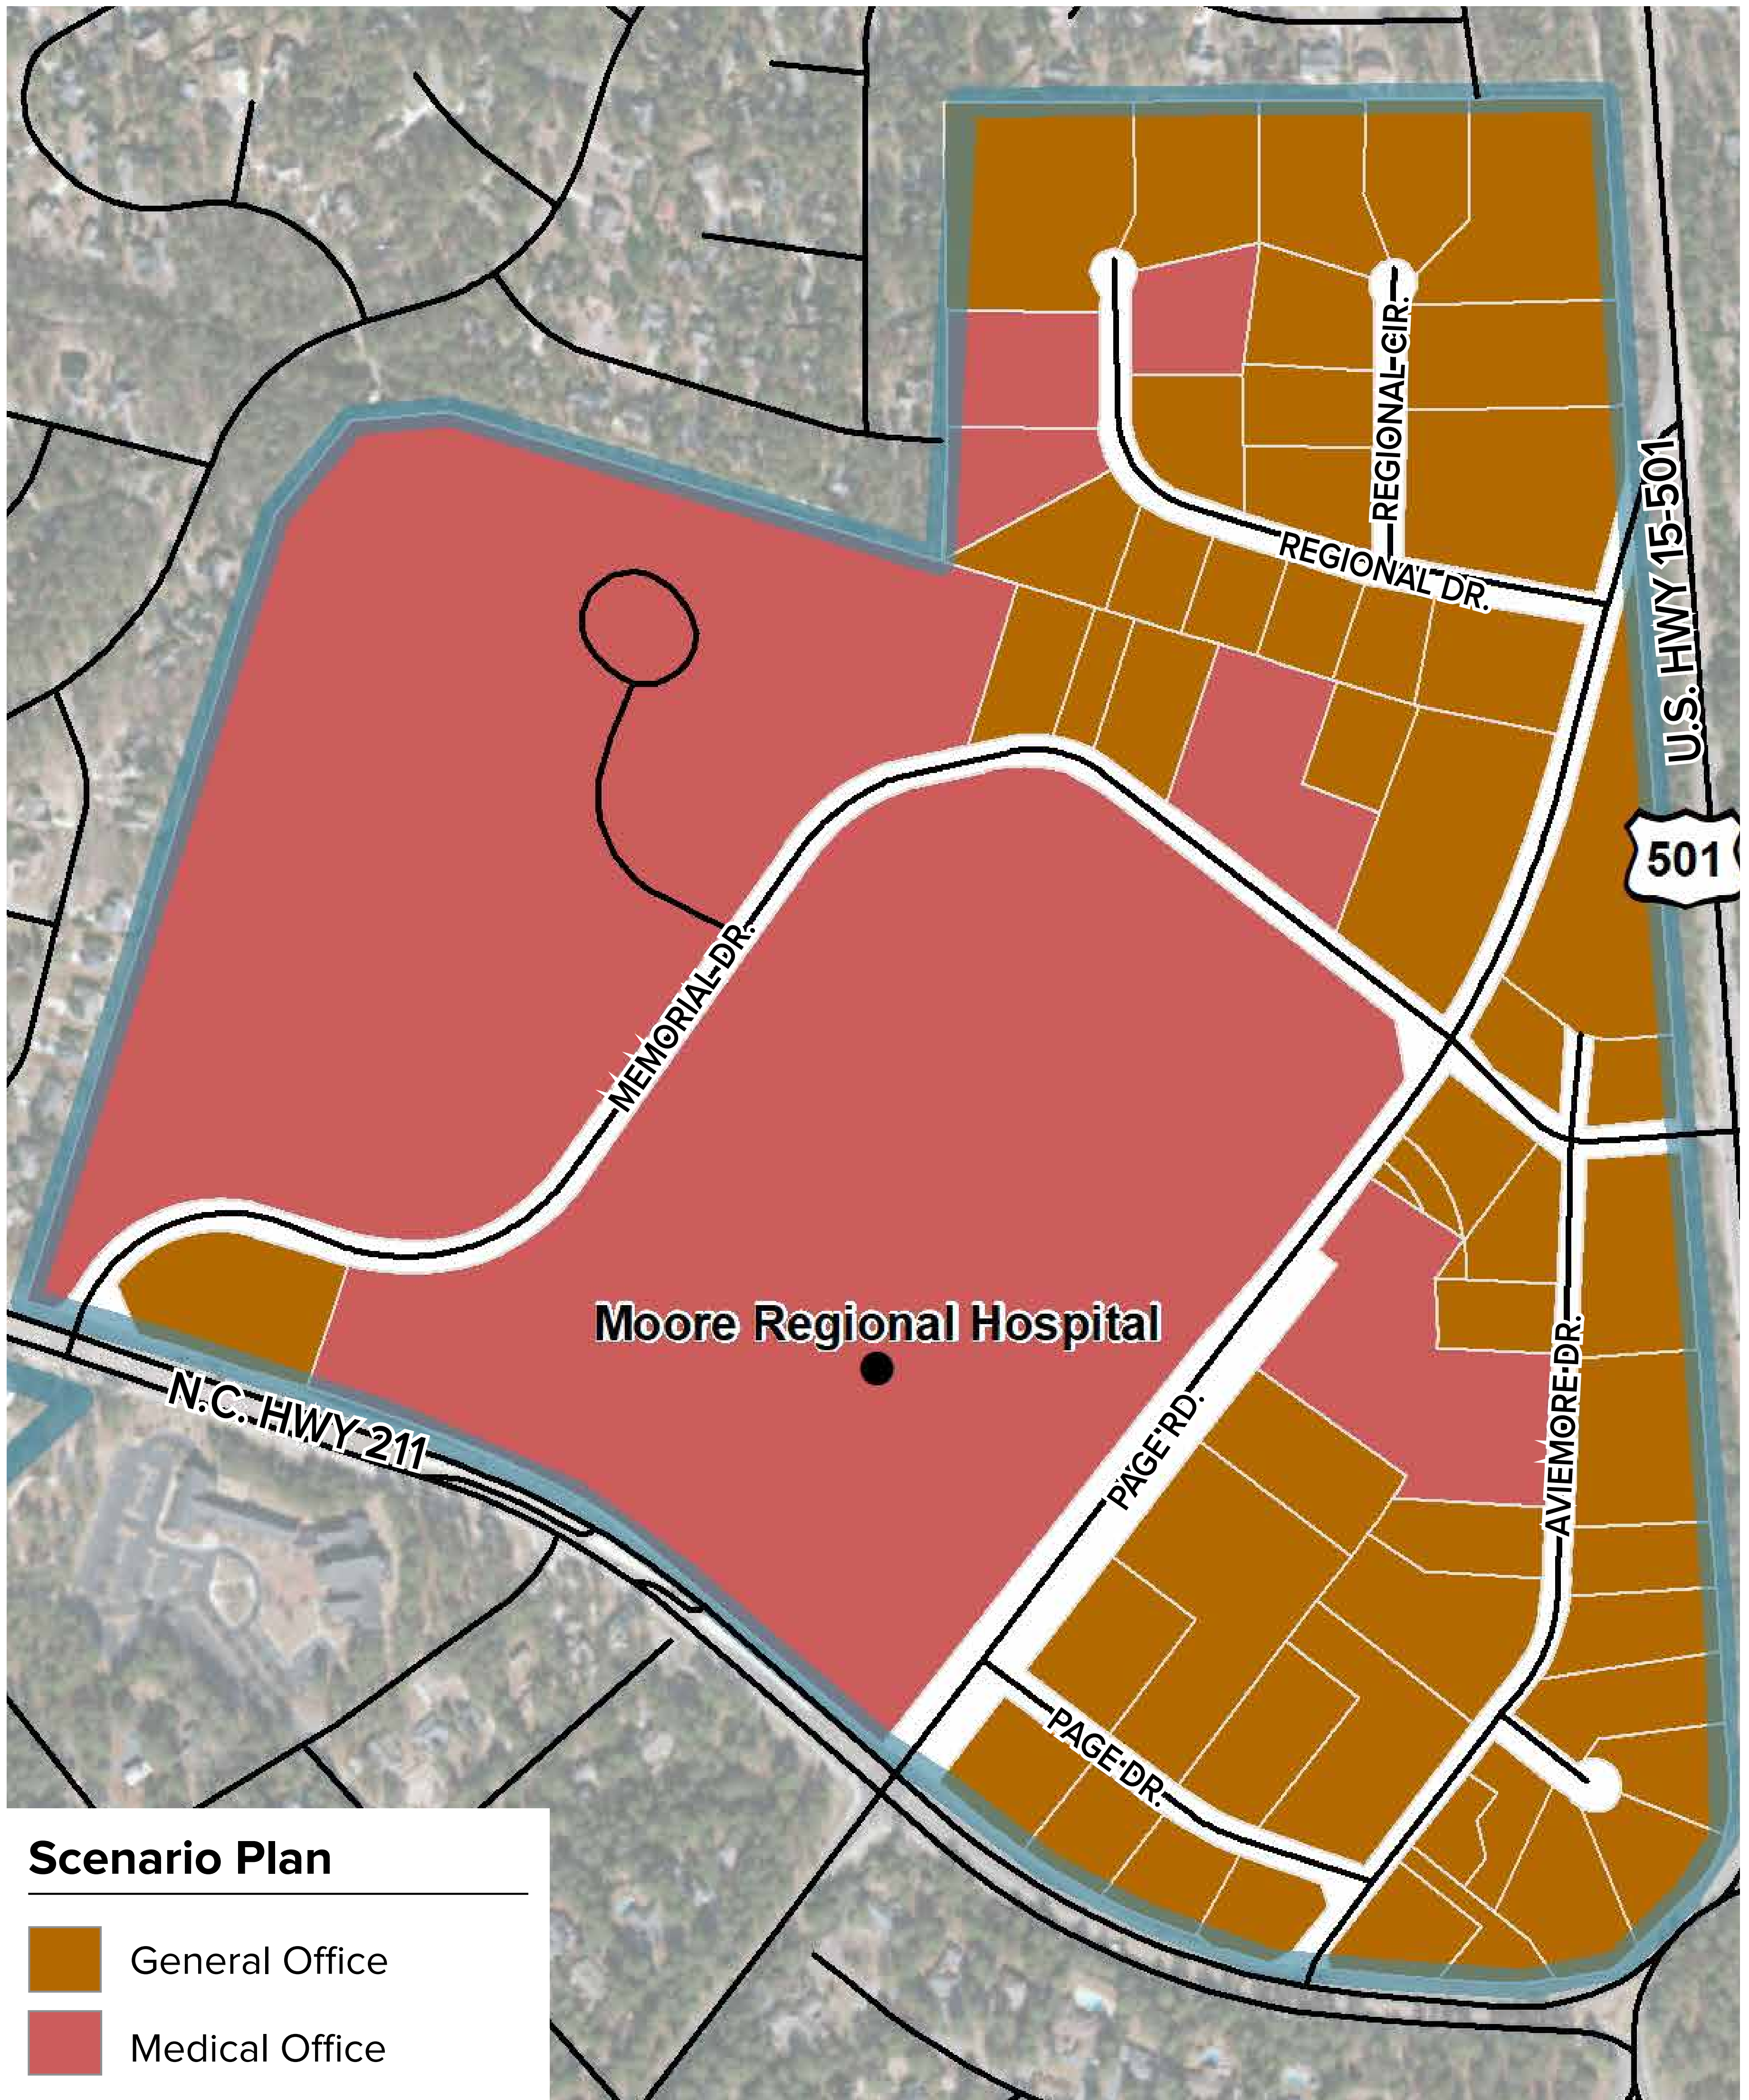 REGIONAL CIR.
REGIONAL DR.
U.S. HWY 15-501
501
MEMORIAL DR.
Moore Regional Hospital
N.C. HWY 211
PAGE RD.
AVIEMORE DR.
PAGE DR.
Scenario Plan
General Office
Medical Office